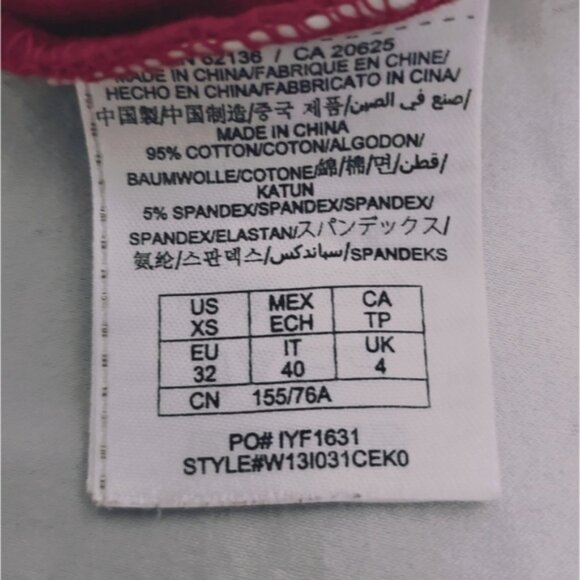 62136 / CA 20625
MADE IN CHINA/FABRIQUE EN CHINE/
HECHO EN CHINA/FABBRICATO IN CINA/
中国製/中国制造/중국 제품/صنع في الصين/
MADE IN CHINA
95% COTTON/COTON/ALGODON/
BAUMWOLLE/COTONE/綿/棉/면/قطن/
KATUN
5% SPANDEX/SPANDEX/SPANDEX/
SPANDEX/ELASTAN/スパンデックス/
氨纶/스판덱스/سباندكس/SPANDEKS
US MEX CA
XS ECH TP
EU IT UK
32 40 4
CN 155/76A
PO# IYF1631
STYLE#W13I031CEK0